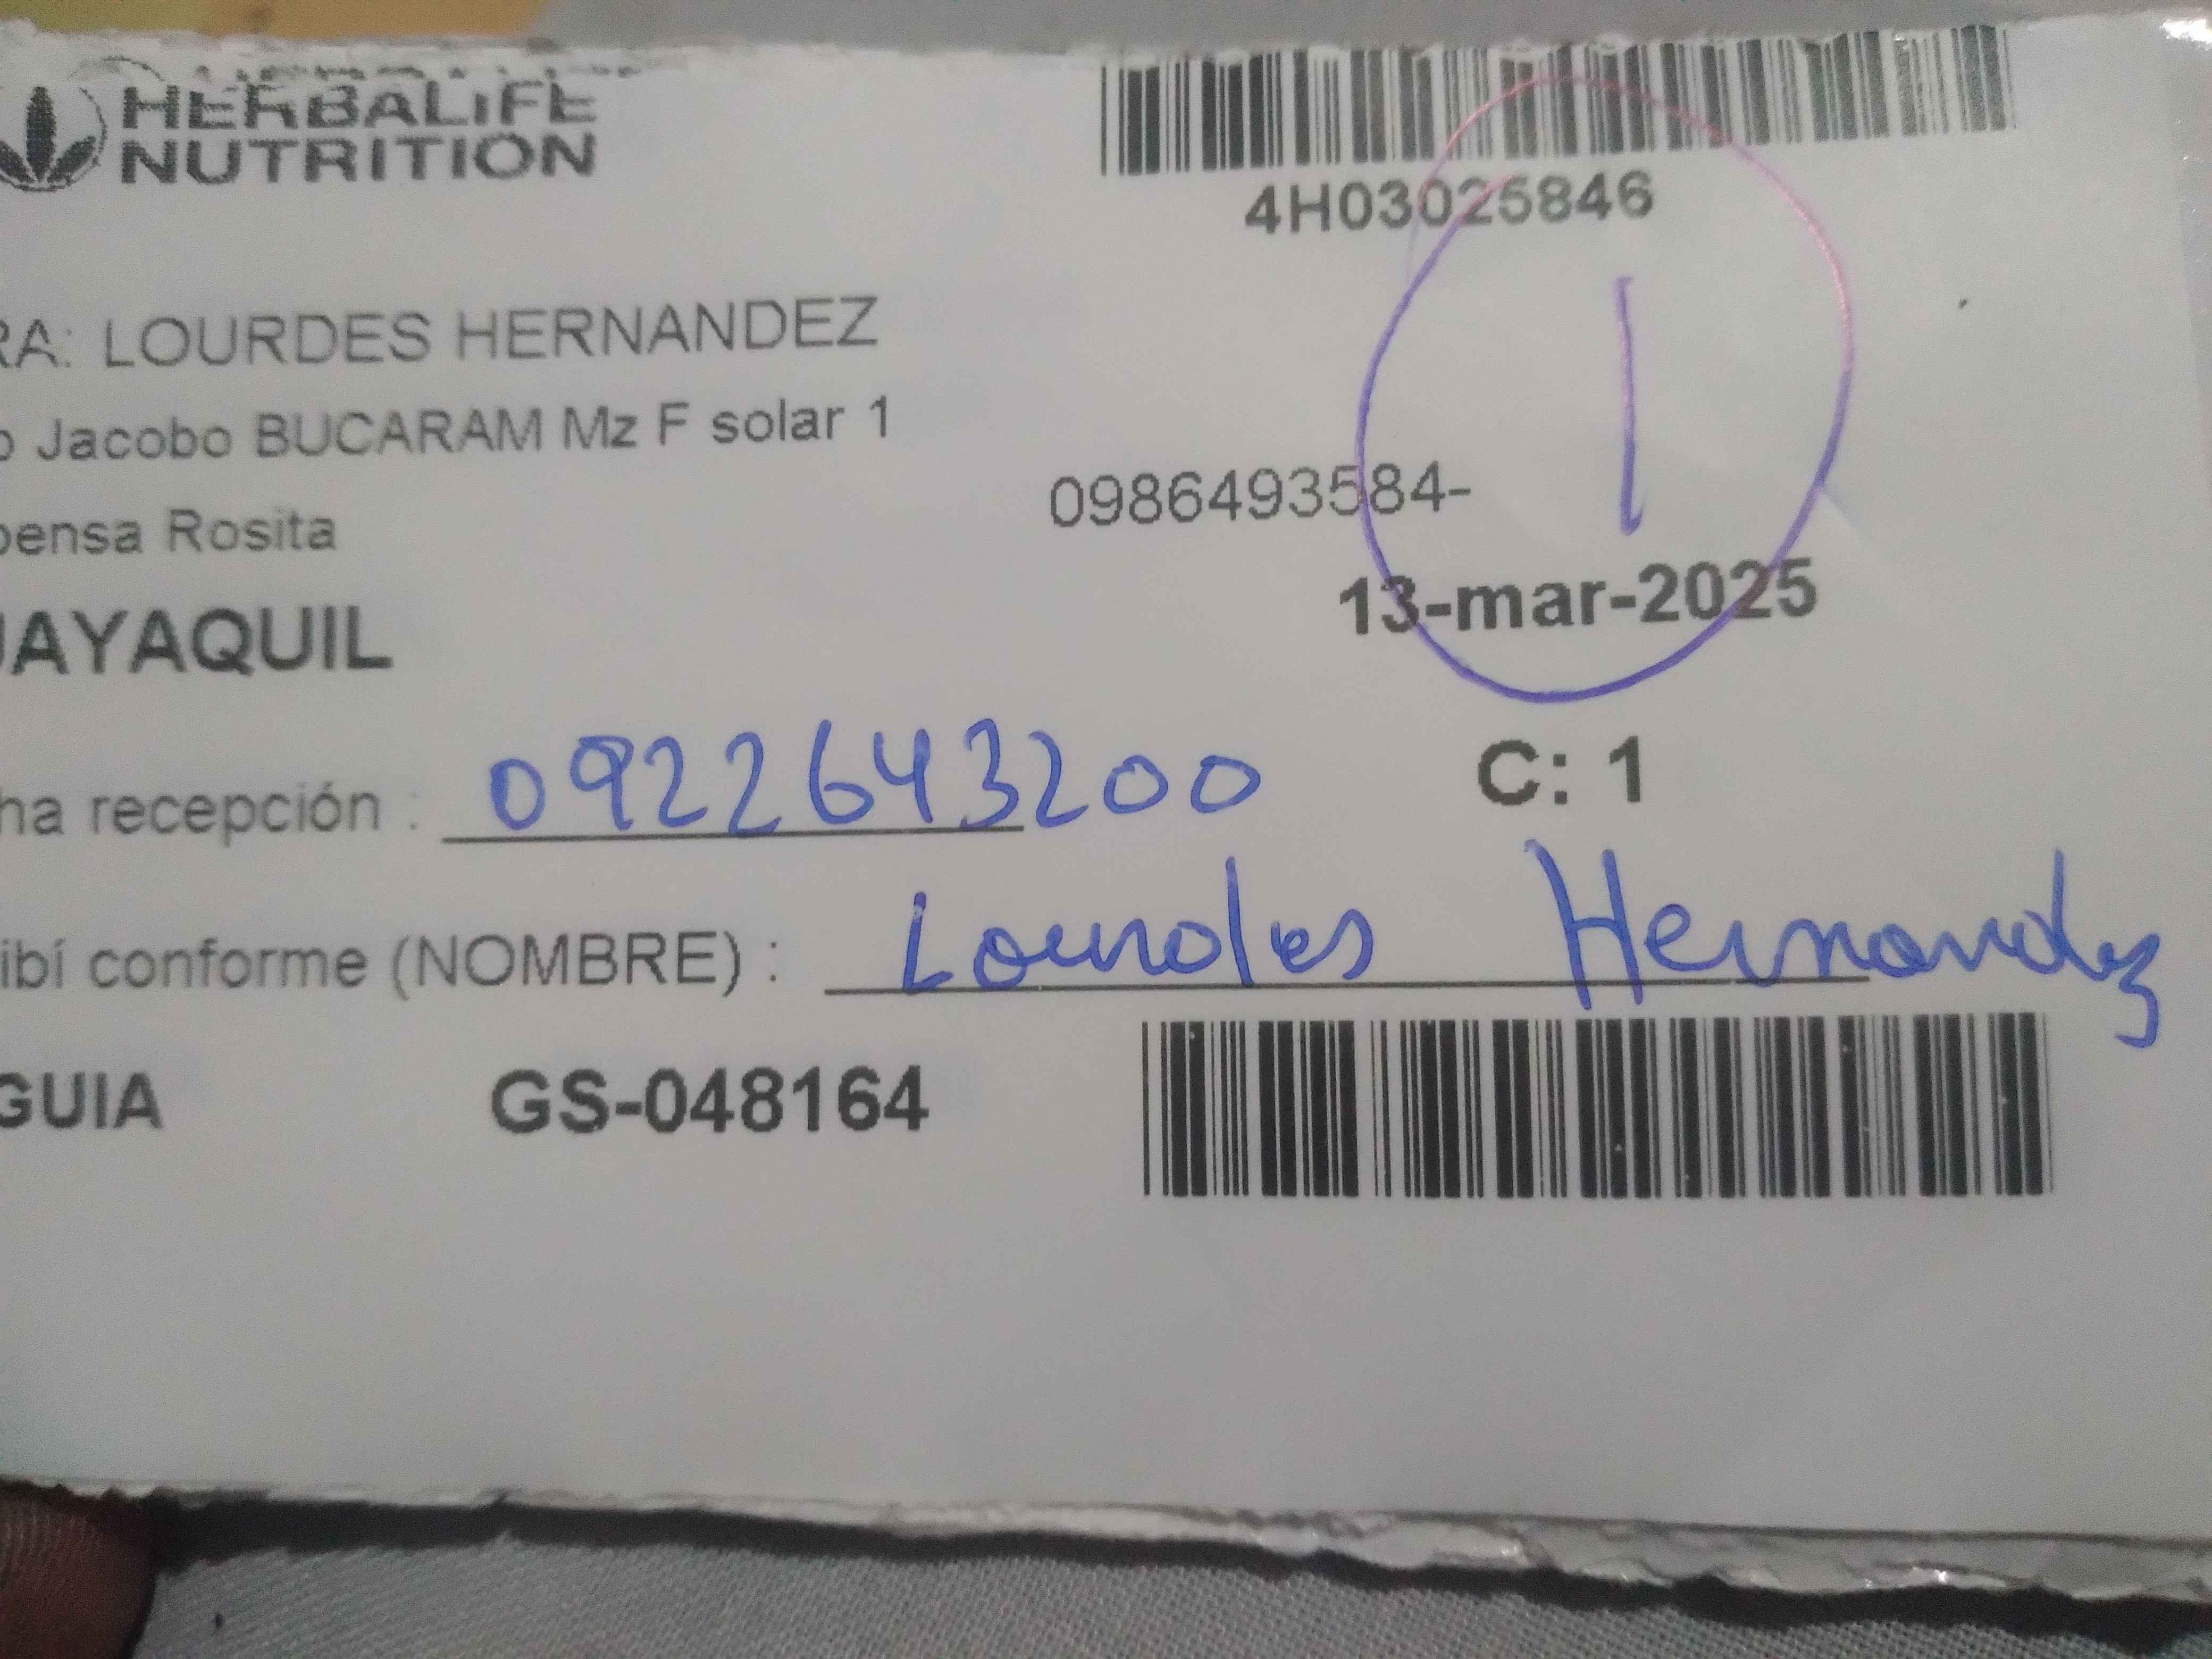 HERBALIFE
NUTRITION
4H03025846
RA: LOURDES HERNANDEZ
o Jacobo BUCARAM Mz F solar 1
1
0986493584-
pensa Rosita
13-mar-2025
UAYAQUIL
C: 1
ha recepción : 0922643200
ibí conforme (NOMBRE) : Lourdes Hernandez
GUIA GS-048164